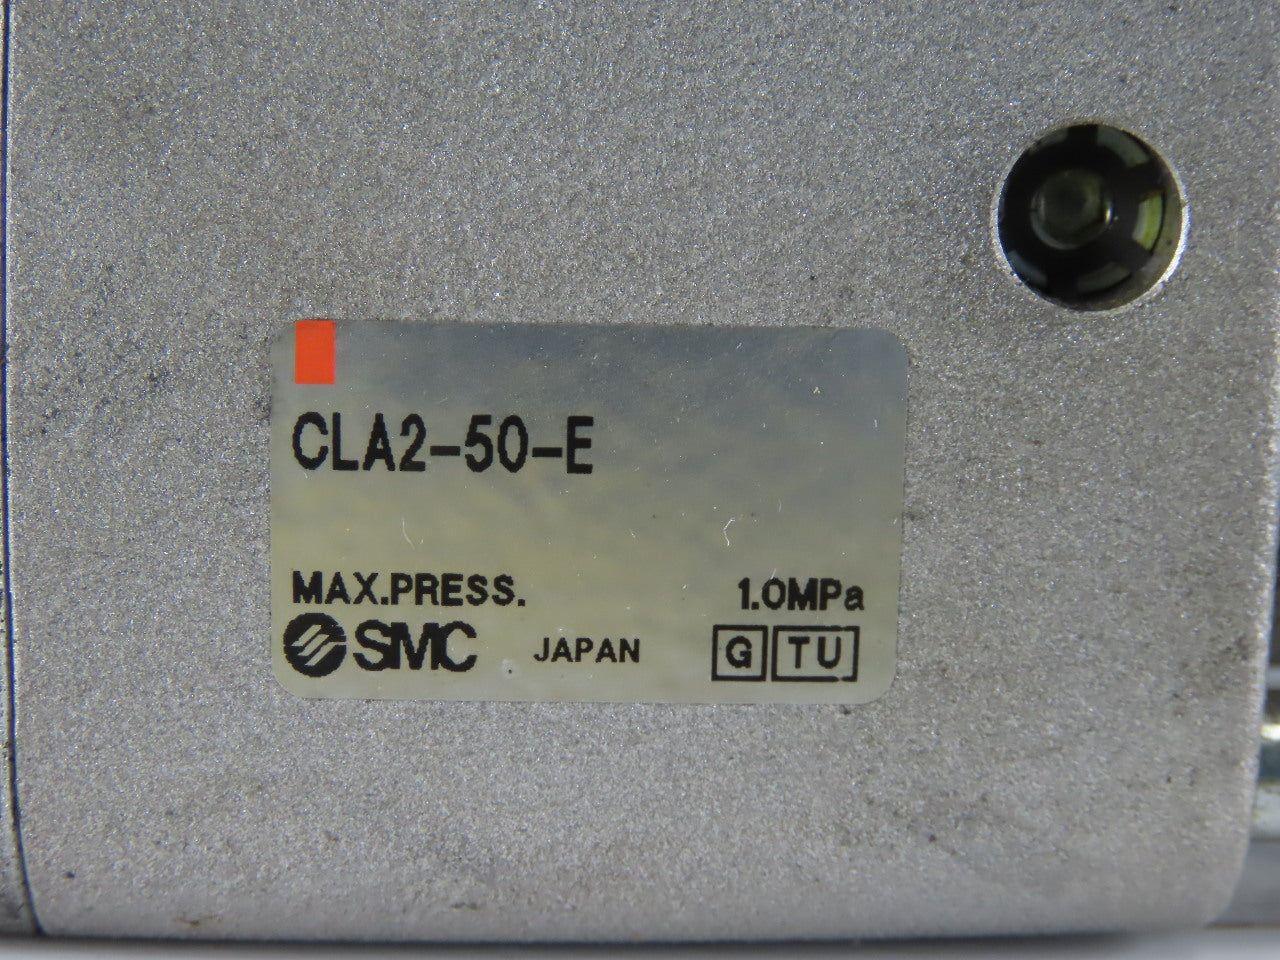 CLA2-50-E
MAX.PRESS. 1.0MPa
SMC JAPAN G TU